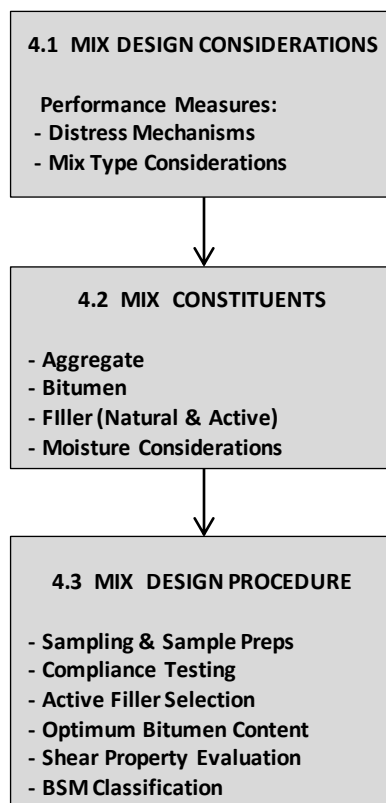 4.1 MIX DESIGN CONSIDERATIONS
Performance Measures:
- Distress Mechanisms
- Mix Type Considerations
4.2 MIX CONSTITUENTS
- Aggregate
- Bitumen
- FIller (Natural & Active)
- Moisture Considerations
4.3 MIX DESIGN PROCEDURE
- Sampling & Sample Preps
- Compliance Testing
- Active Filler Selection
- Optimum Bitumen Content
- Shear Property Evaluation
- BSM Classification